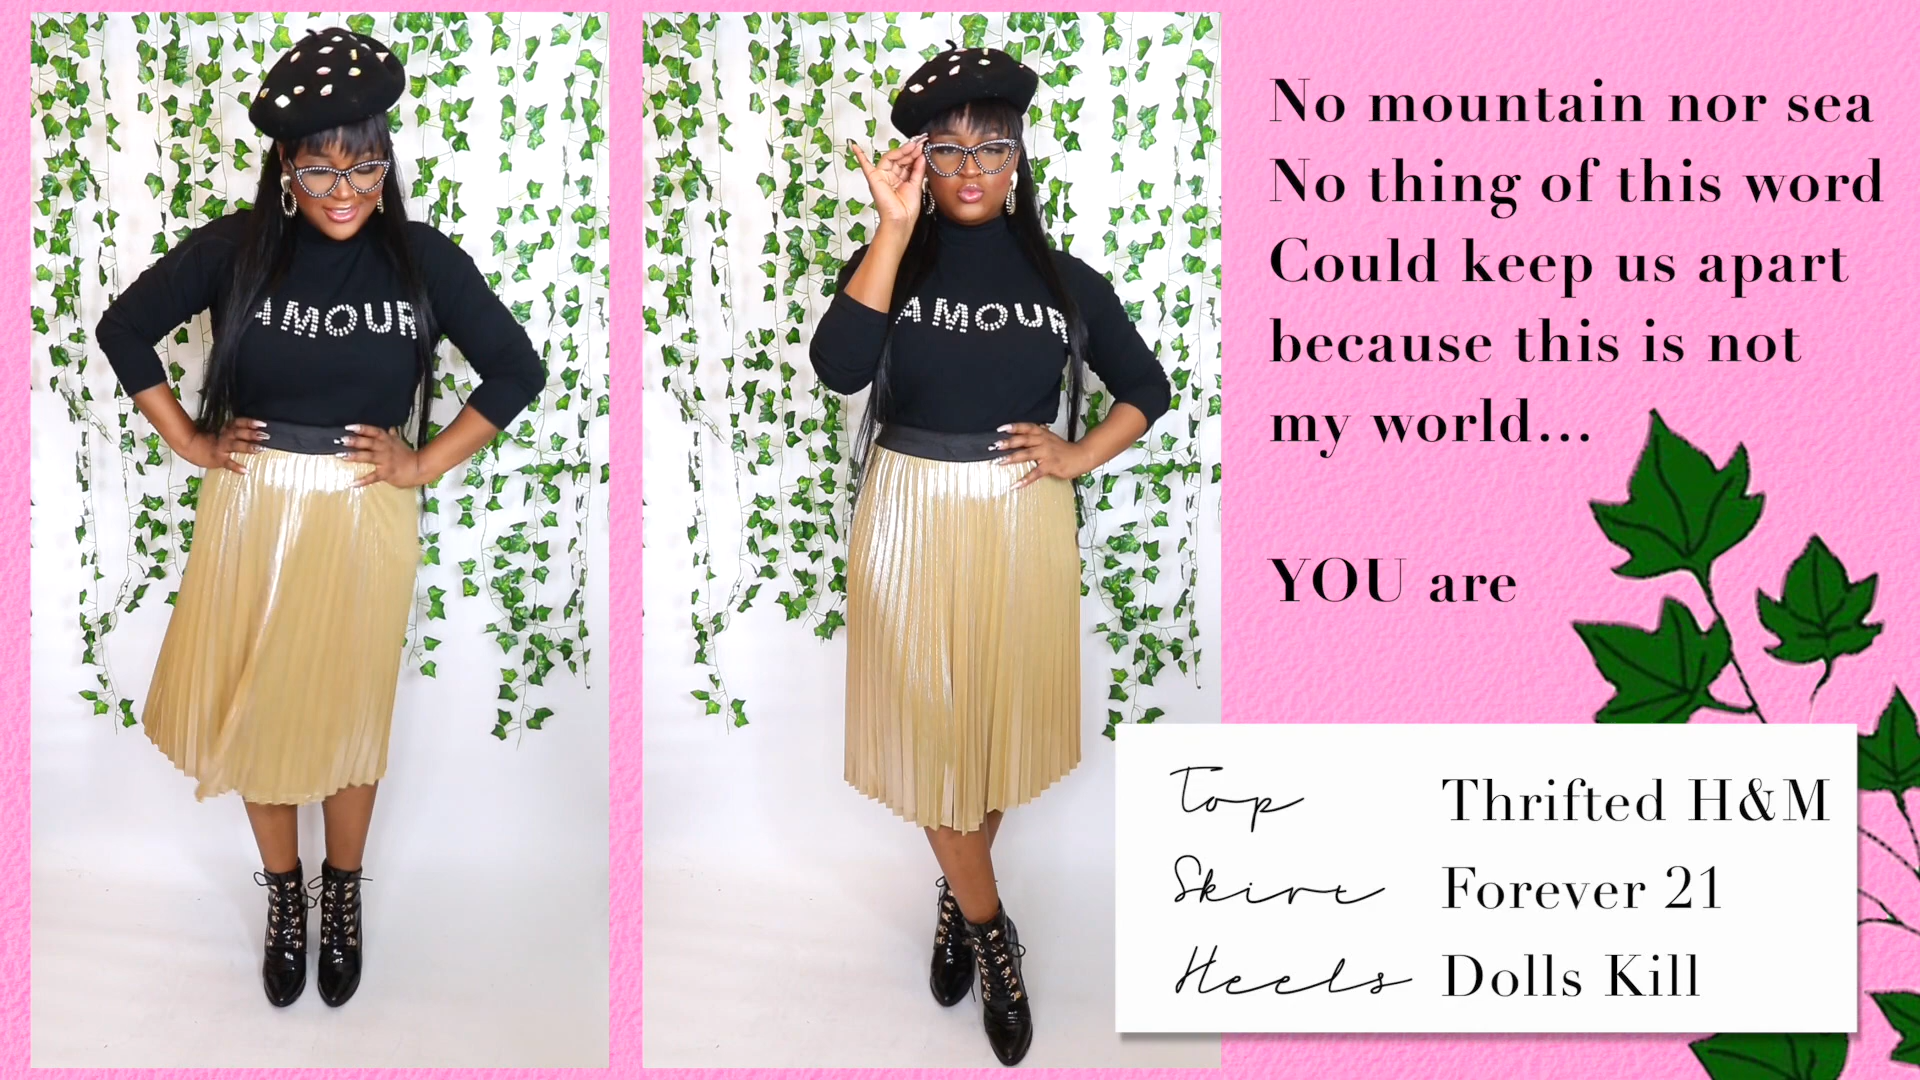 AMOUR
AMOUR
No mountain nor sea
No thing of this word
Could keep us apart
because this is not
my world...
YOU are
Top Thrifted H&M
Skirt Forever 21
Heels Dolls Kill